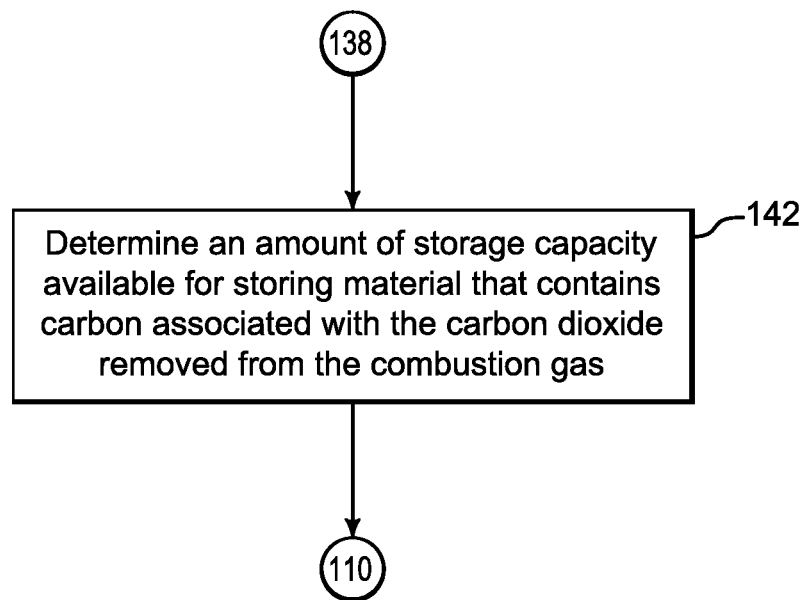 138
142
Determine an amount of storage capacity
available for storing material that contains
carbon associated with the carbon dioxide
removed from the combustion gas
110